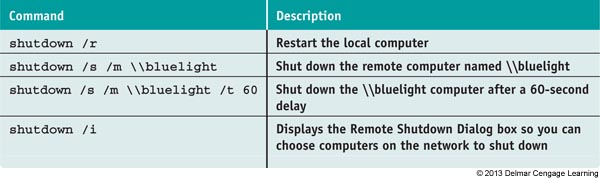 Command Description
shutdown /r Restart the local computer
shutdown /s /m \\bluelight Shut down the remote computer named \\bluelight
shutdown /s /m \\bluelight /t 60 Shut down the \\bluelight computer after a 60-second
delay
shutdown /i Displays the Remote Shutdown Dialog box so you can
choose computers on the network to shut down
© 2013 Delmar Cengage Learning